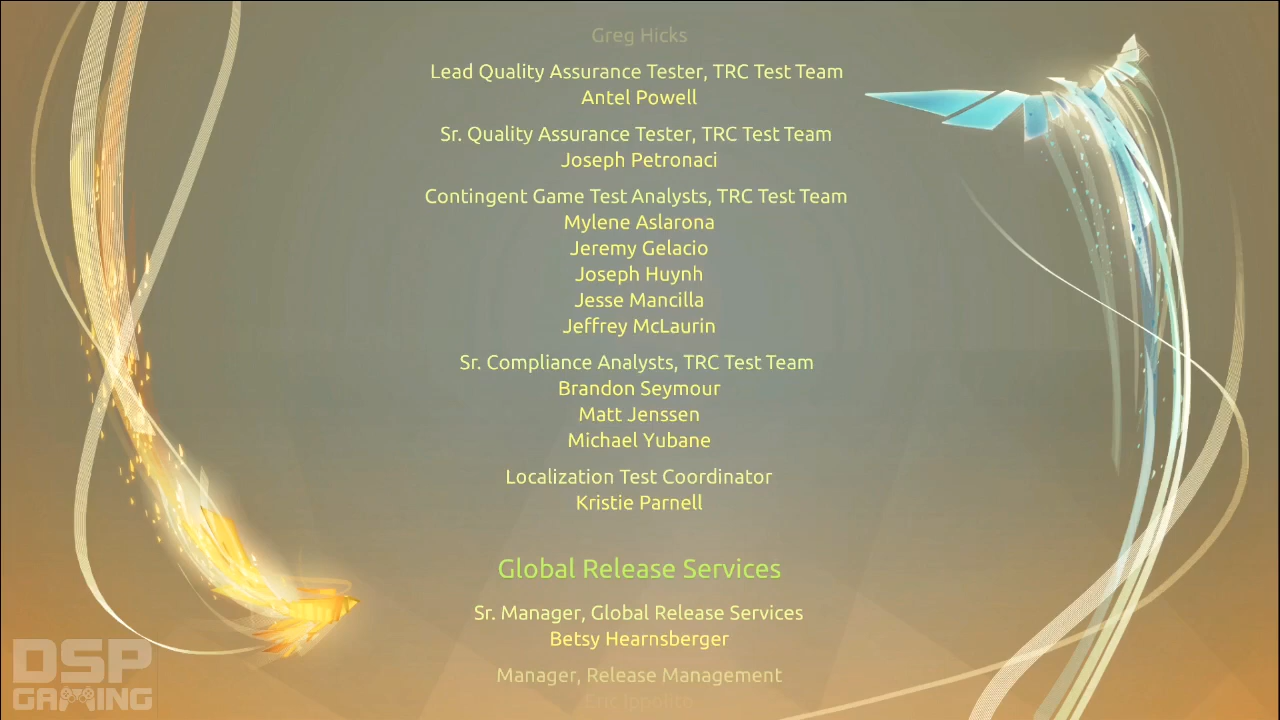 Greg Hicks
Lead Quality Assurance Tester, TRC Test Team
Antel Powell
Sr. Quality Assurance Tester, TRC Test Team
Joseph Petronaci
Contingent Game Test Analysts, TRC Test Team
Mylene Aslarona
Jeremy Gelacio
Joseph Huynh
Jesse Mancilla
Jeffrey McLaurin
Sr. Compliance Analysts, TRC Test Team
Brandon Seymour
Matt Jenssen
Michael Yubane
Localization Test Coordinator
Kristie Parnell
Global Release Services
Sr. Manager, Global Release Services
Betsy Hearnsberger
Manager, Release Management
Eric Ippolito
DSP
GAMING